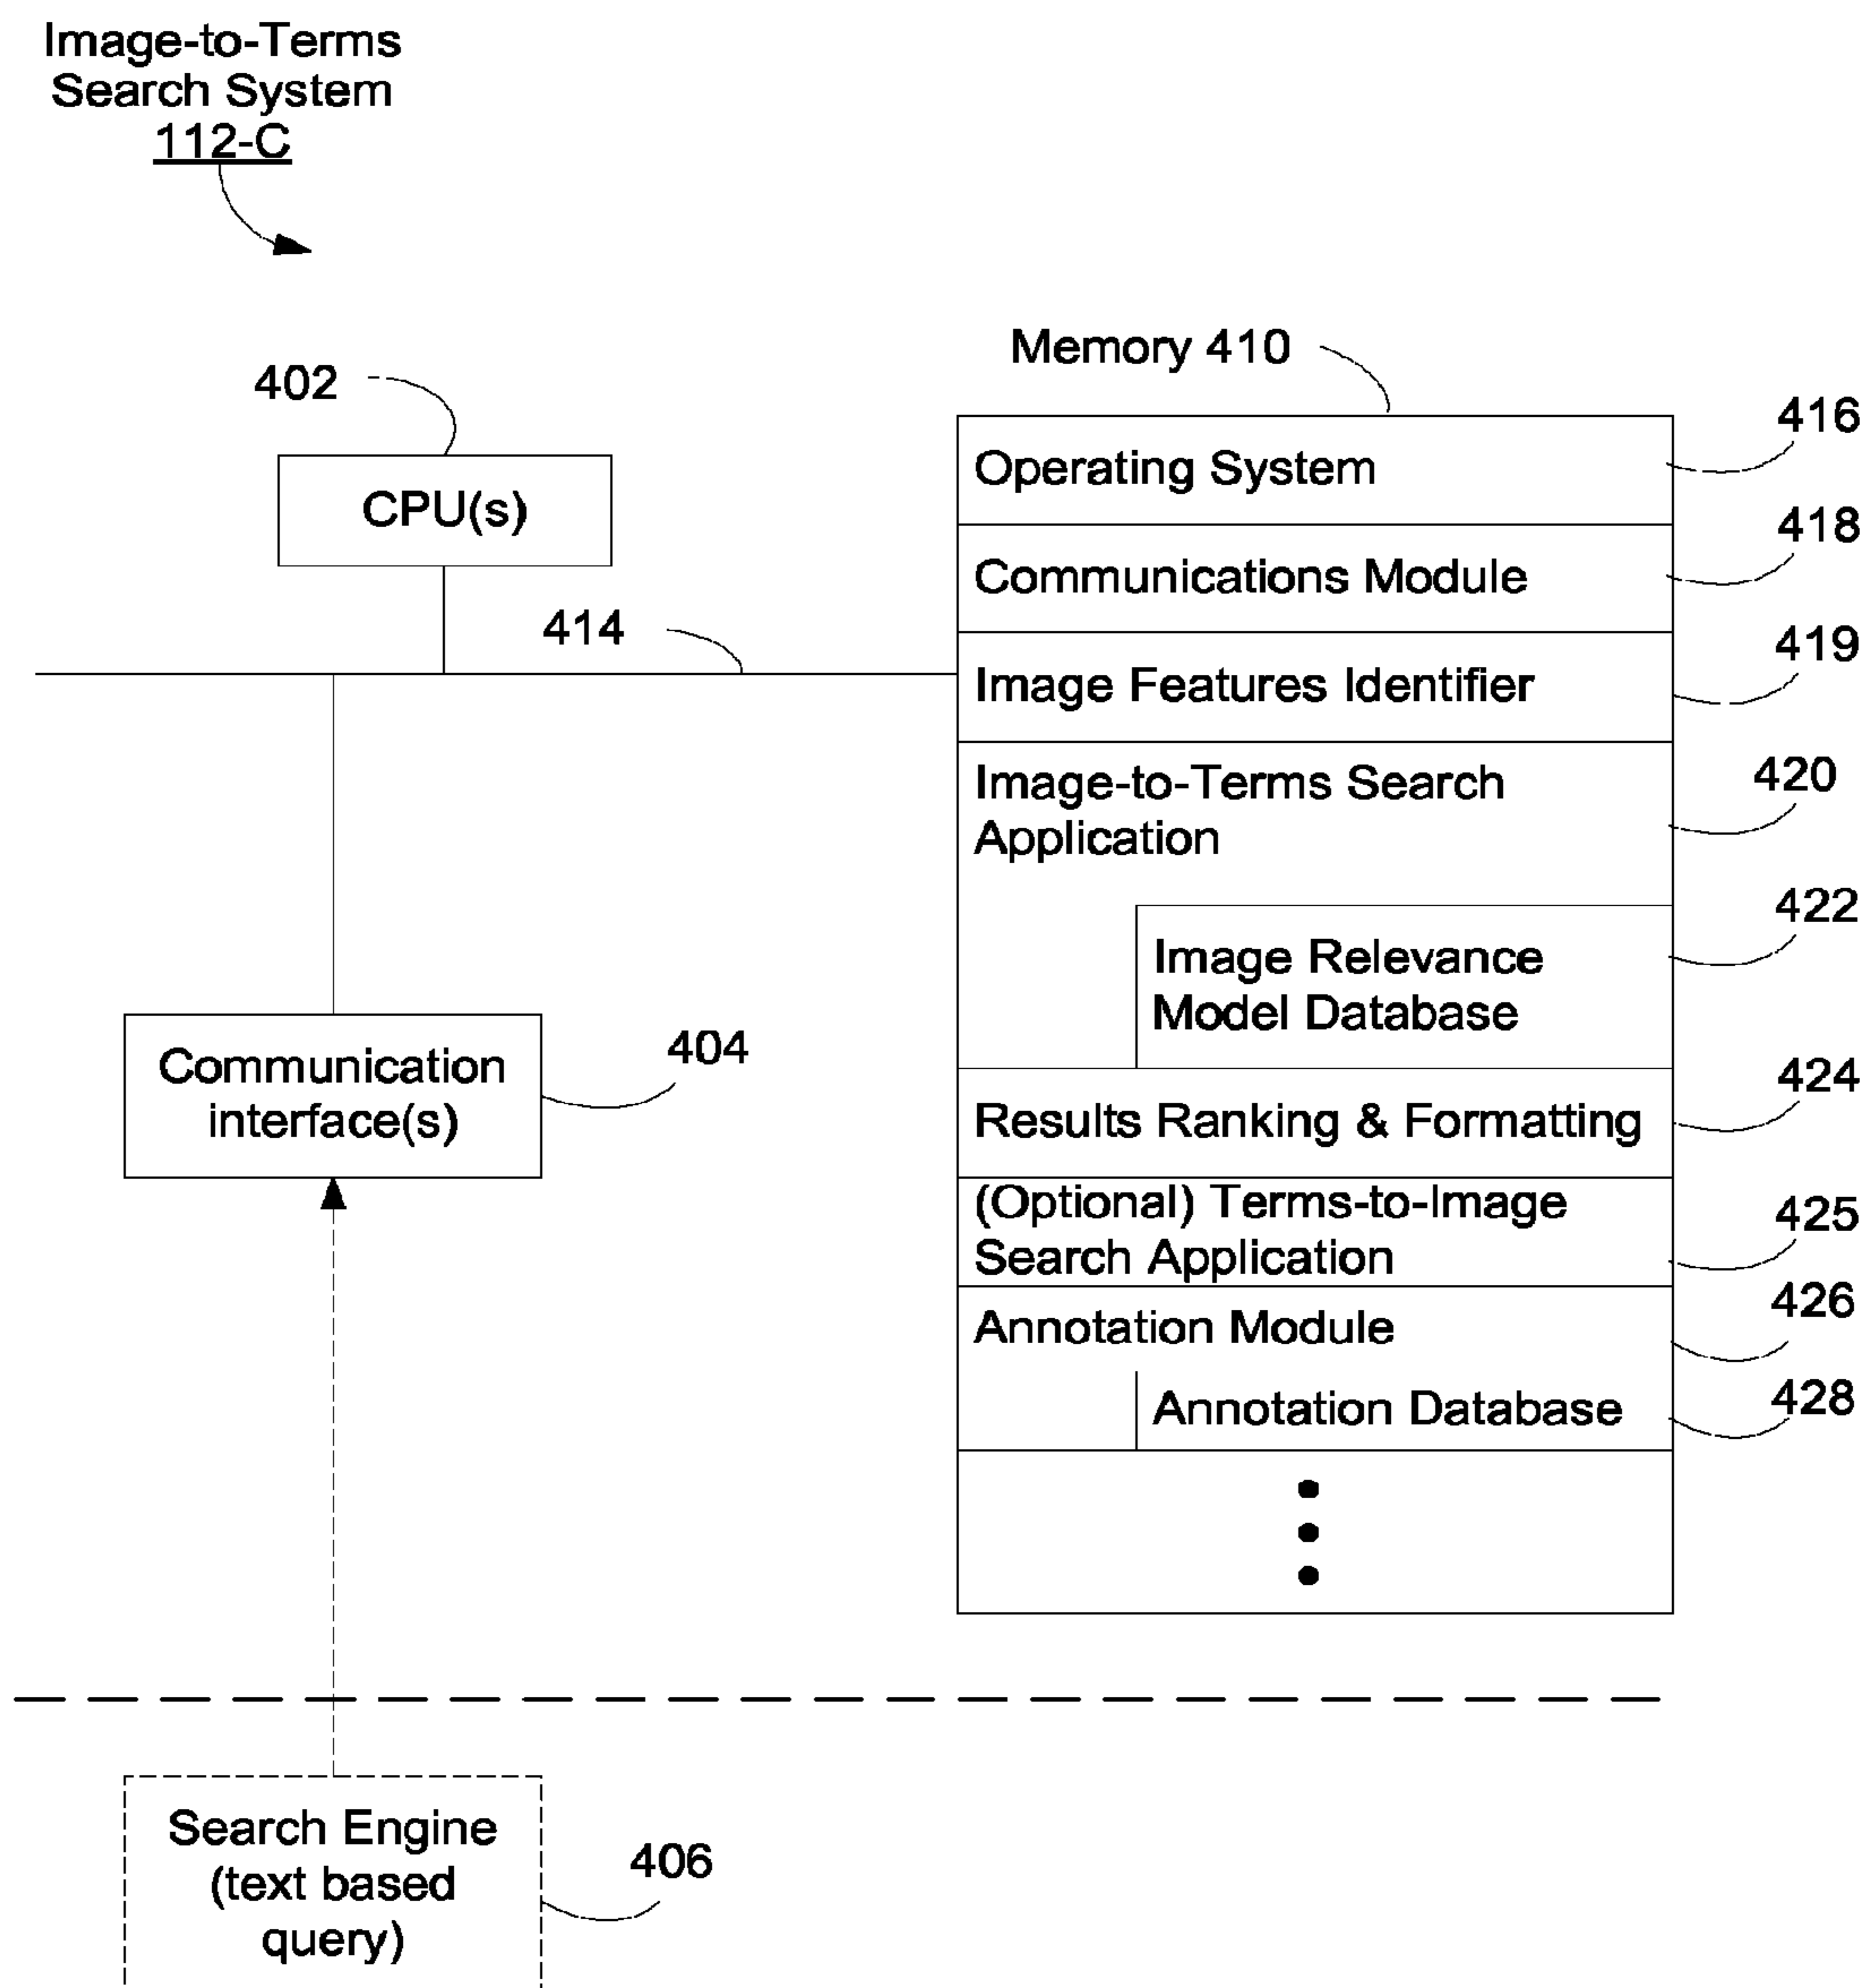 Image-to-Terms
Search System
112-C
Memory 410
402
CPU(s)
414
Operating System
416
Communications Module
418
Image Features Identifier
419
Image-to-Terms Search
Application
420
Image Relevance
Model Database
422
Communication
interface(s)
404
Results Ranking & Formatting
424
(Optional) Terms-to-Image
Search Application
425
Annotation Module
426
Annotation Database
428
Search Engine
(text based
query)
406